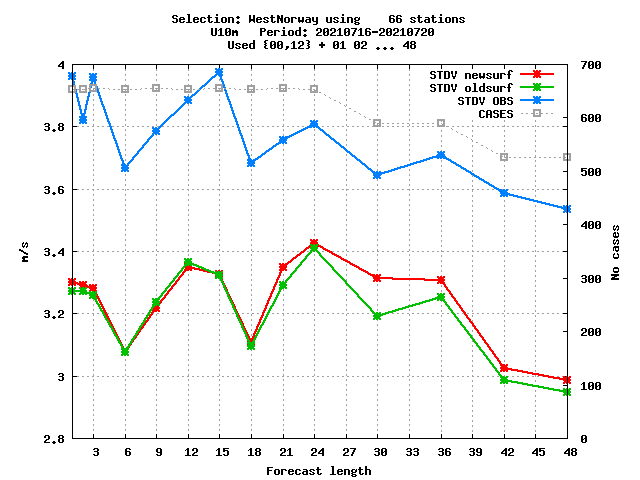 Selection: WestNorway using    66 stations
U10m   Period: 20210716-20210720
Used {00,12} + 01 02 ... 48
STDV newsurf
STDV oldsurf
STDV OBS
CASES
4
3.8
3.6
3.4
3.2
3
2.8
m/s
700
600
500
400
300
200
100
0
No cases
3 6 9 12 15 18 21 24 27 30 33 36 39 42 45 48
Forecast length